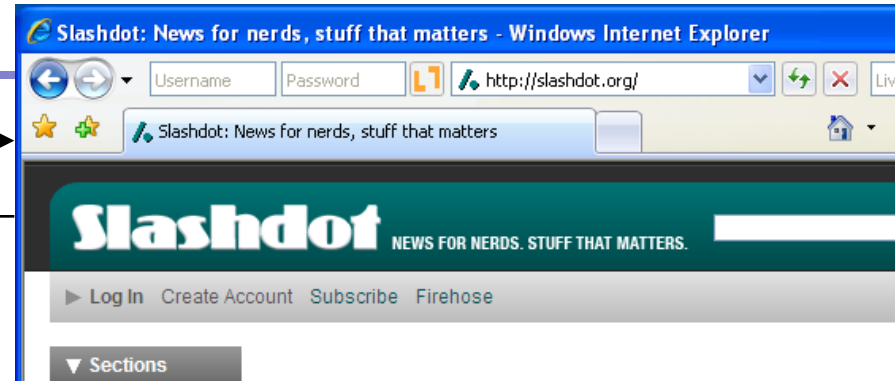 Slashdot: News for nerds, stuff that matters - Windows Internet Explorer
Username Password http://slashdot.org/ Liv
Slashdot: News for nerds, stuff that matters
Slashdot NEWS FOR NERDS. STUFF THAT MATTERS.
Log In Create Account Subscribe Firehose
Sections